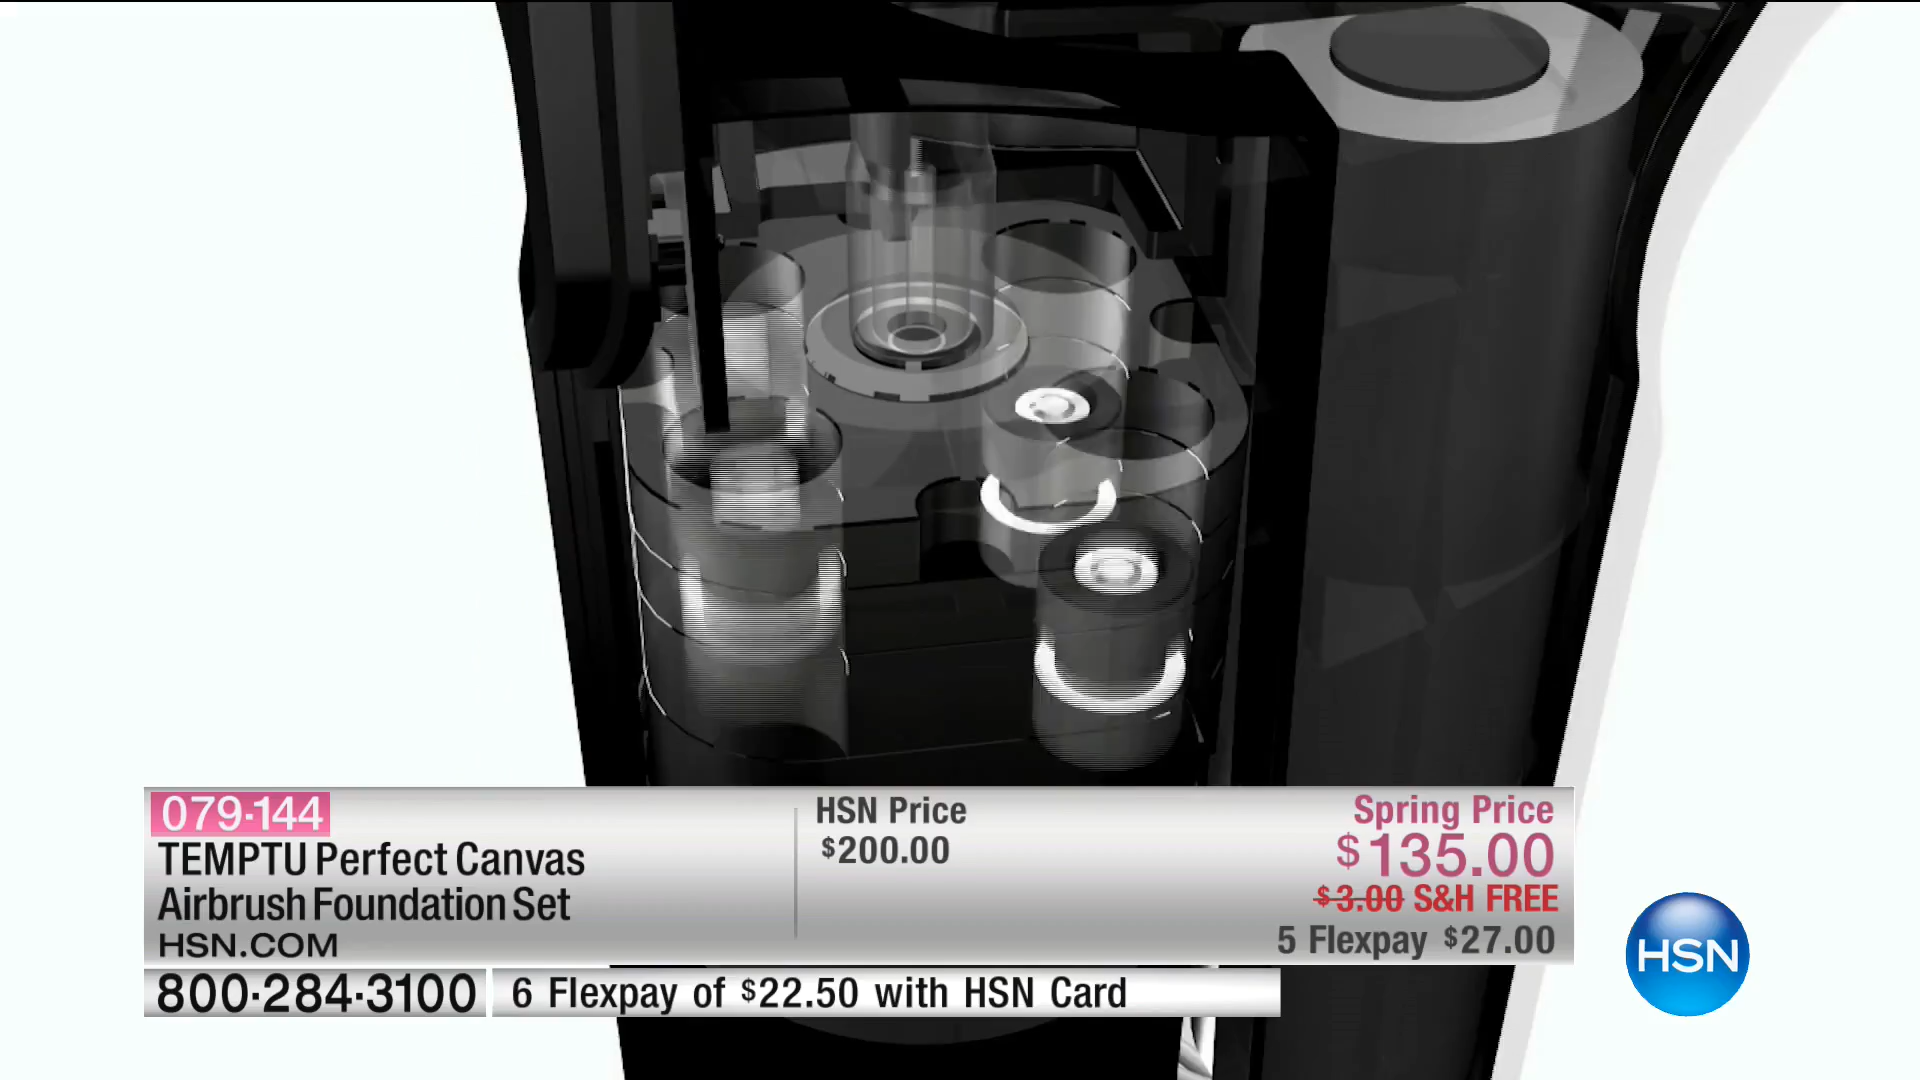 079·144
TEMPTU Perfect Canvas
Airbrush Foundation Set
HSN.COM
HSN Price
$200.00
Spring Price
$135.00
$3.00 S&H FREE
5 Flexpay $27.00
800·284·3100
6 Flexpay of $22.50 with HSN Card
HSN